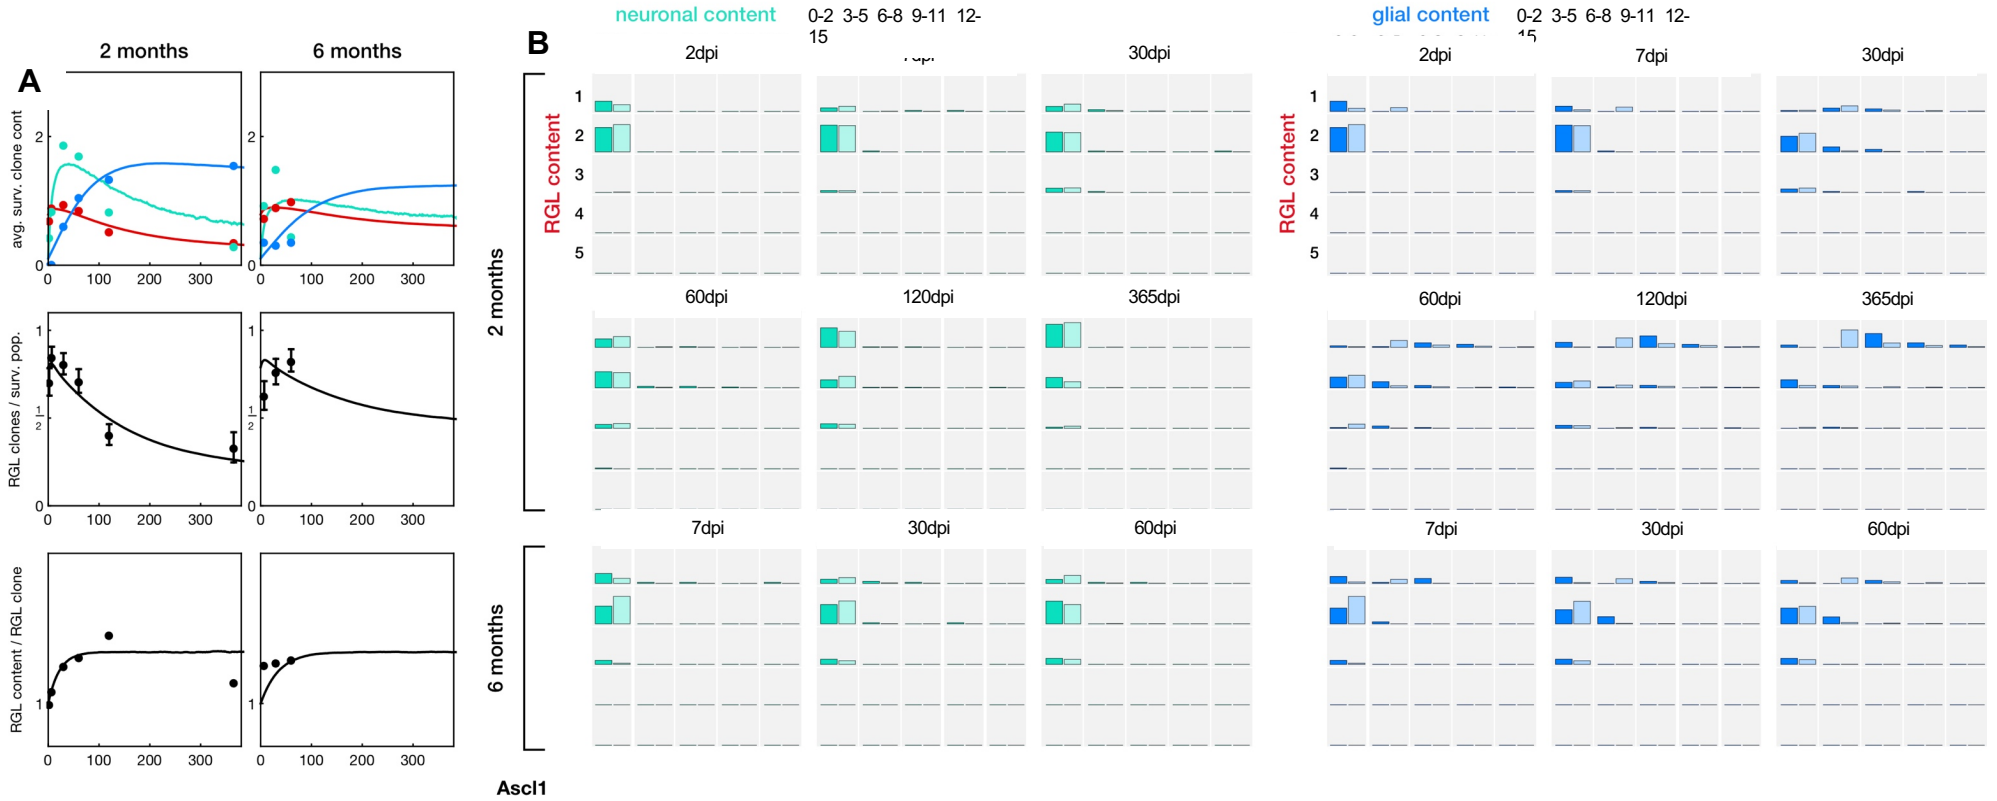 neuronal content 0-2 3-5 6-8 9-11 12-
15
glial content 0-2 3-5 6-8 9-11 12-
15
A
2 months 6 months
avg. surv. clone cont
2
0
0 100 200 300
2
0
0 100 200 300
RGL clones / surv. pop.
1
1
2
0
0 100 200 300
1
1
2
0
0 100 200 300
RGL content / RGL clone
1
0 100 200 300
1
0 100 200 300
B
2 months
RGL content
1
2
3
4
5
2dpi 7dpi 30dpi
60dpi 120dpi 365dpi
6 months
7dpi 30dpi 60dpi
RGL content
1
2
3
4
5
2dpi 7dpi 30dpi
60dpi 120dpi 365dpi
7dpi 30dpi 60dpi
Ascl1